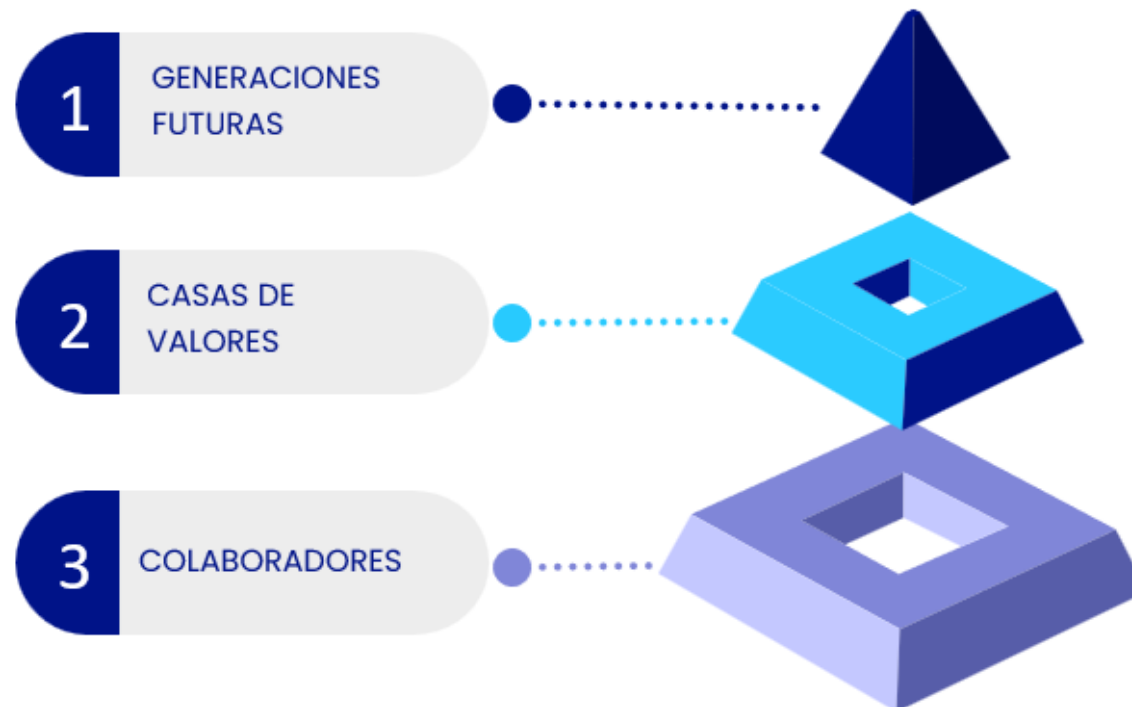 1
GENERACIONES
FUTURAS
2
CASAS DE
VALORES
3
COLABORADORES